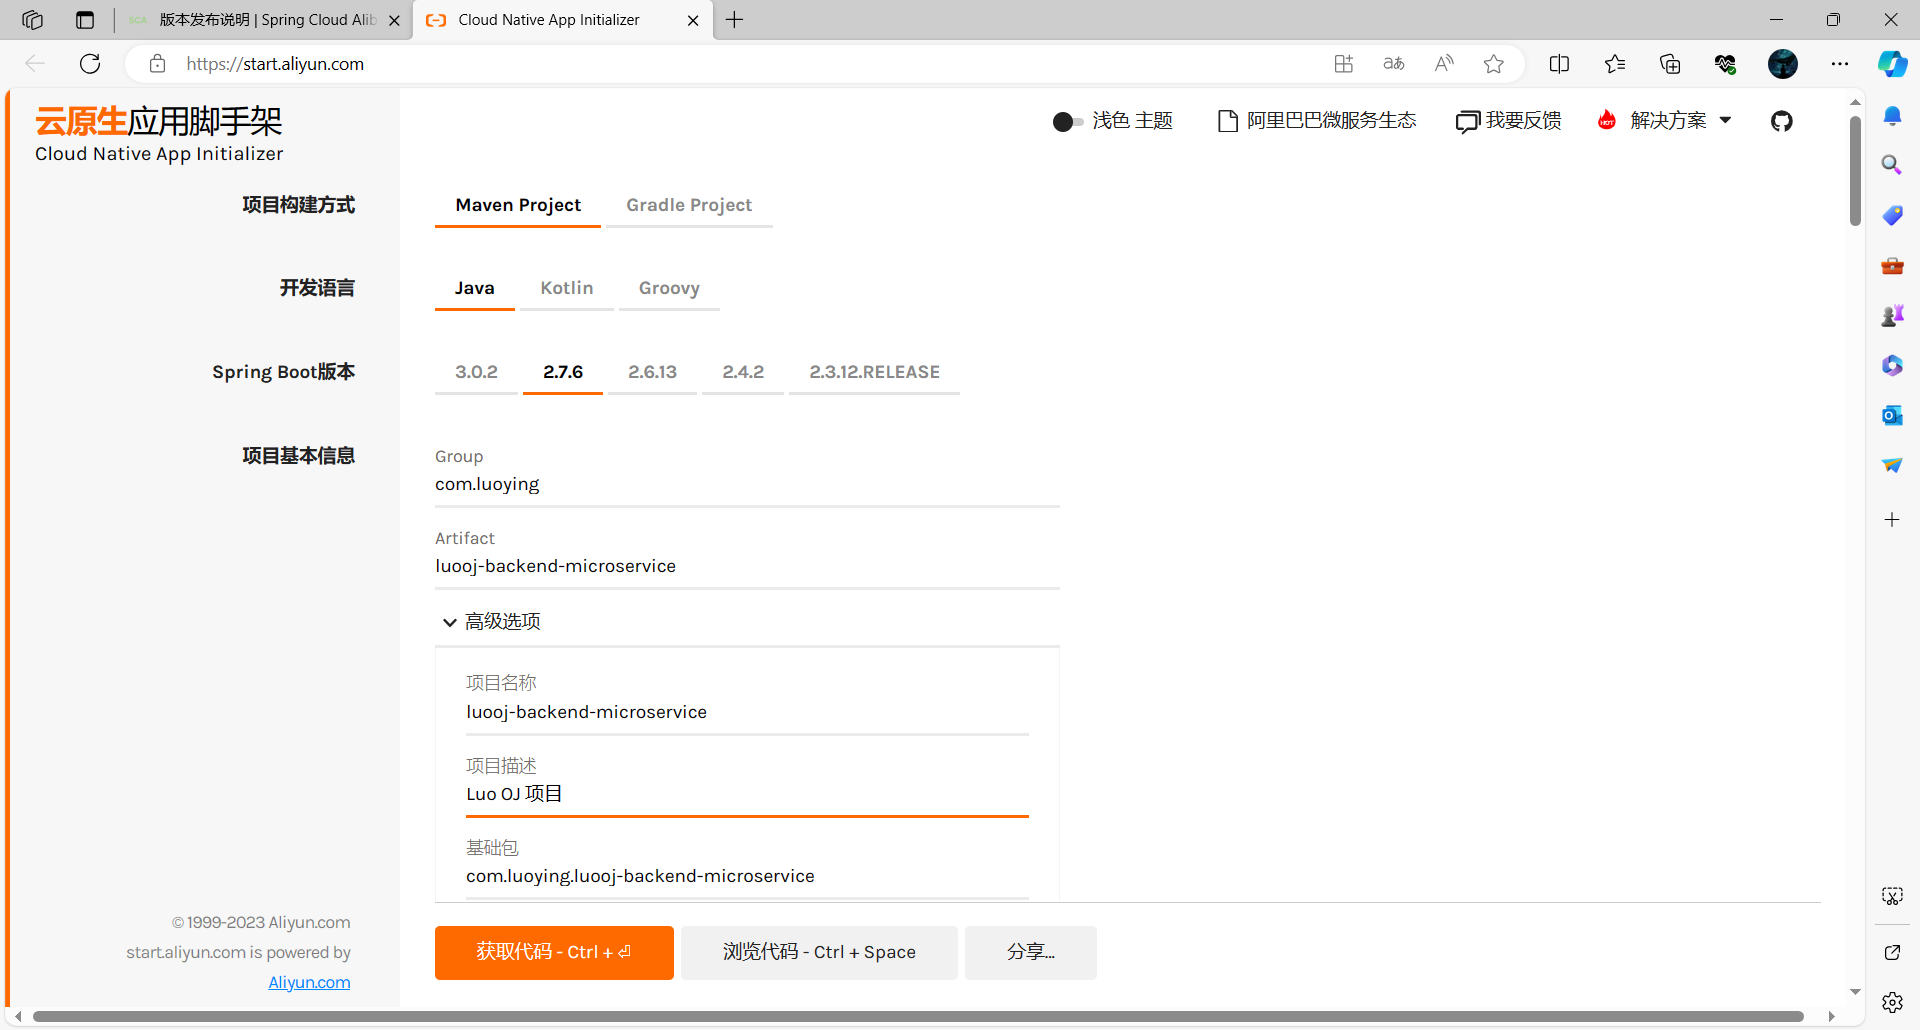 SCA 版本发布说明 | Spring Cloud Alib
Cloud Native App Initializer
https://start.aliyun.com
aあ
A
云原生应用脚手架
Cloud Native App Initializer
浅色 主题
阿里巴巴微服务生态
我要反馈
HOT
解决方案
项目构建方式
Maven Project
Gradle Project
开发语言
Java
Kotlin
Groovy
Spring Boot版本
3.0.2
2.7.6
2.6.13
2.4.2
2.3.12.RELEASE
项目基本信息
Group
com.luoying
Artifact
luooj-backend-microservice
高级选项
项目名称
luooj-backend-microservice
项目描述
Luo OJ 项目
基础包
com.luoying.luooj-backend-microservice
© 1999-2023 Aliyun.com
start.aliyun.com is powered by
Aliyun.com
获取代码 - Ctrl + ⏎
浏览代码 - Ctrl + Space
分享...